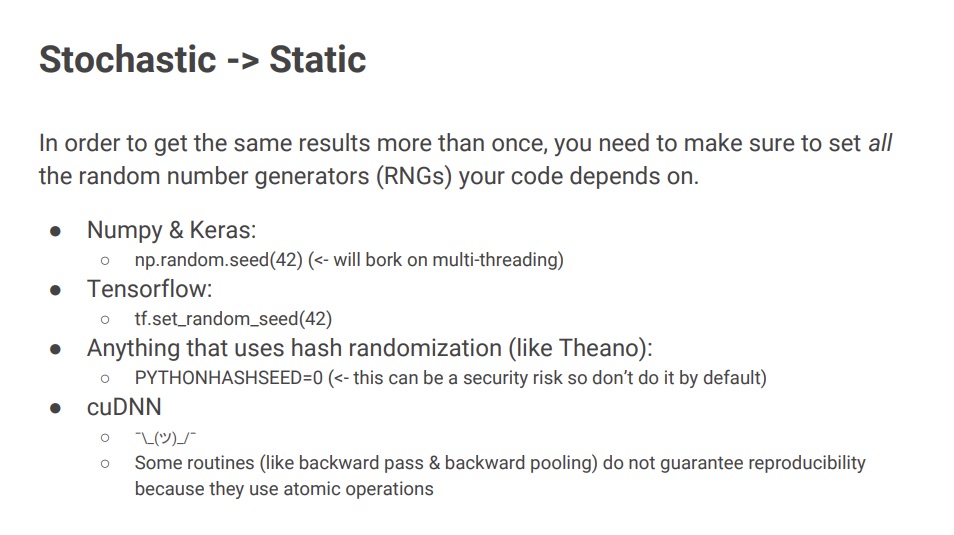 Stochastic -> Static
In order to get the same results more than once, you need to make sure to set all
the random number generators (RNGs) your code depends on.
● Numpy & Keras:
○ np.random.seed(42) (<- will bork on multi-threading)
● Tensorflow:
○ tf.set_random_seed(42)
● Anything that uses hash randomization (like Theano):
○ PYTHONHASHSEED=0 (<- this can be a security risk so don’t do it by default)
● cuDNN
○ ¯\_(ツ)_/¯
○ Some routines (like backward pass & backward pooling) do not guarantee reproducibility
because they use atomic operations